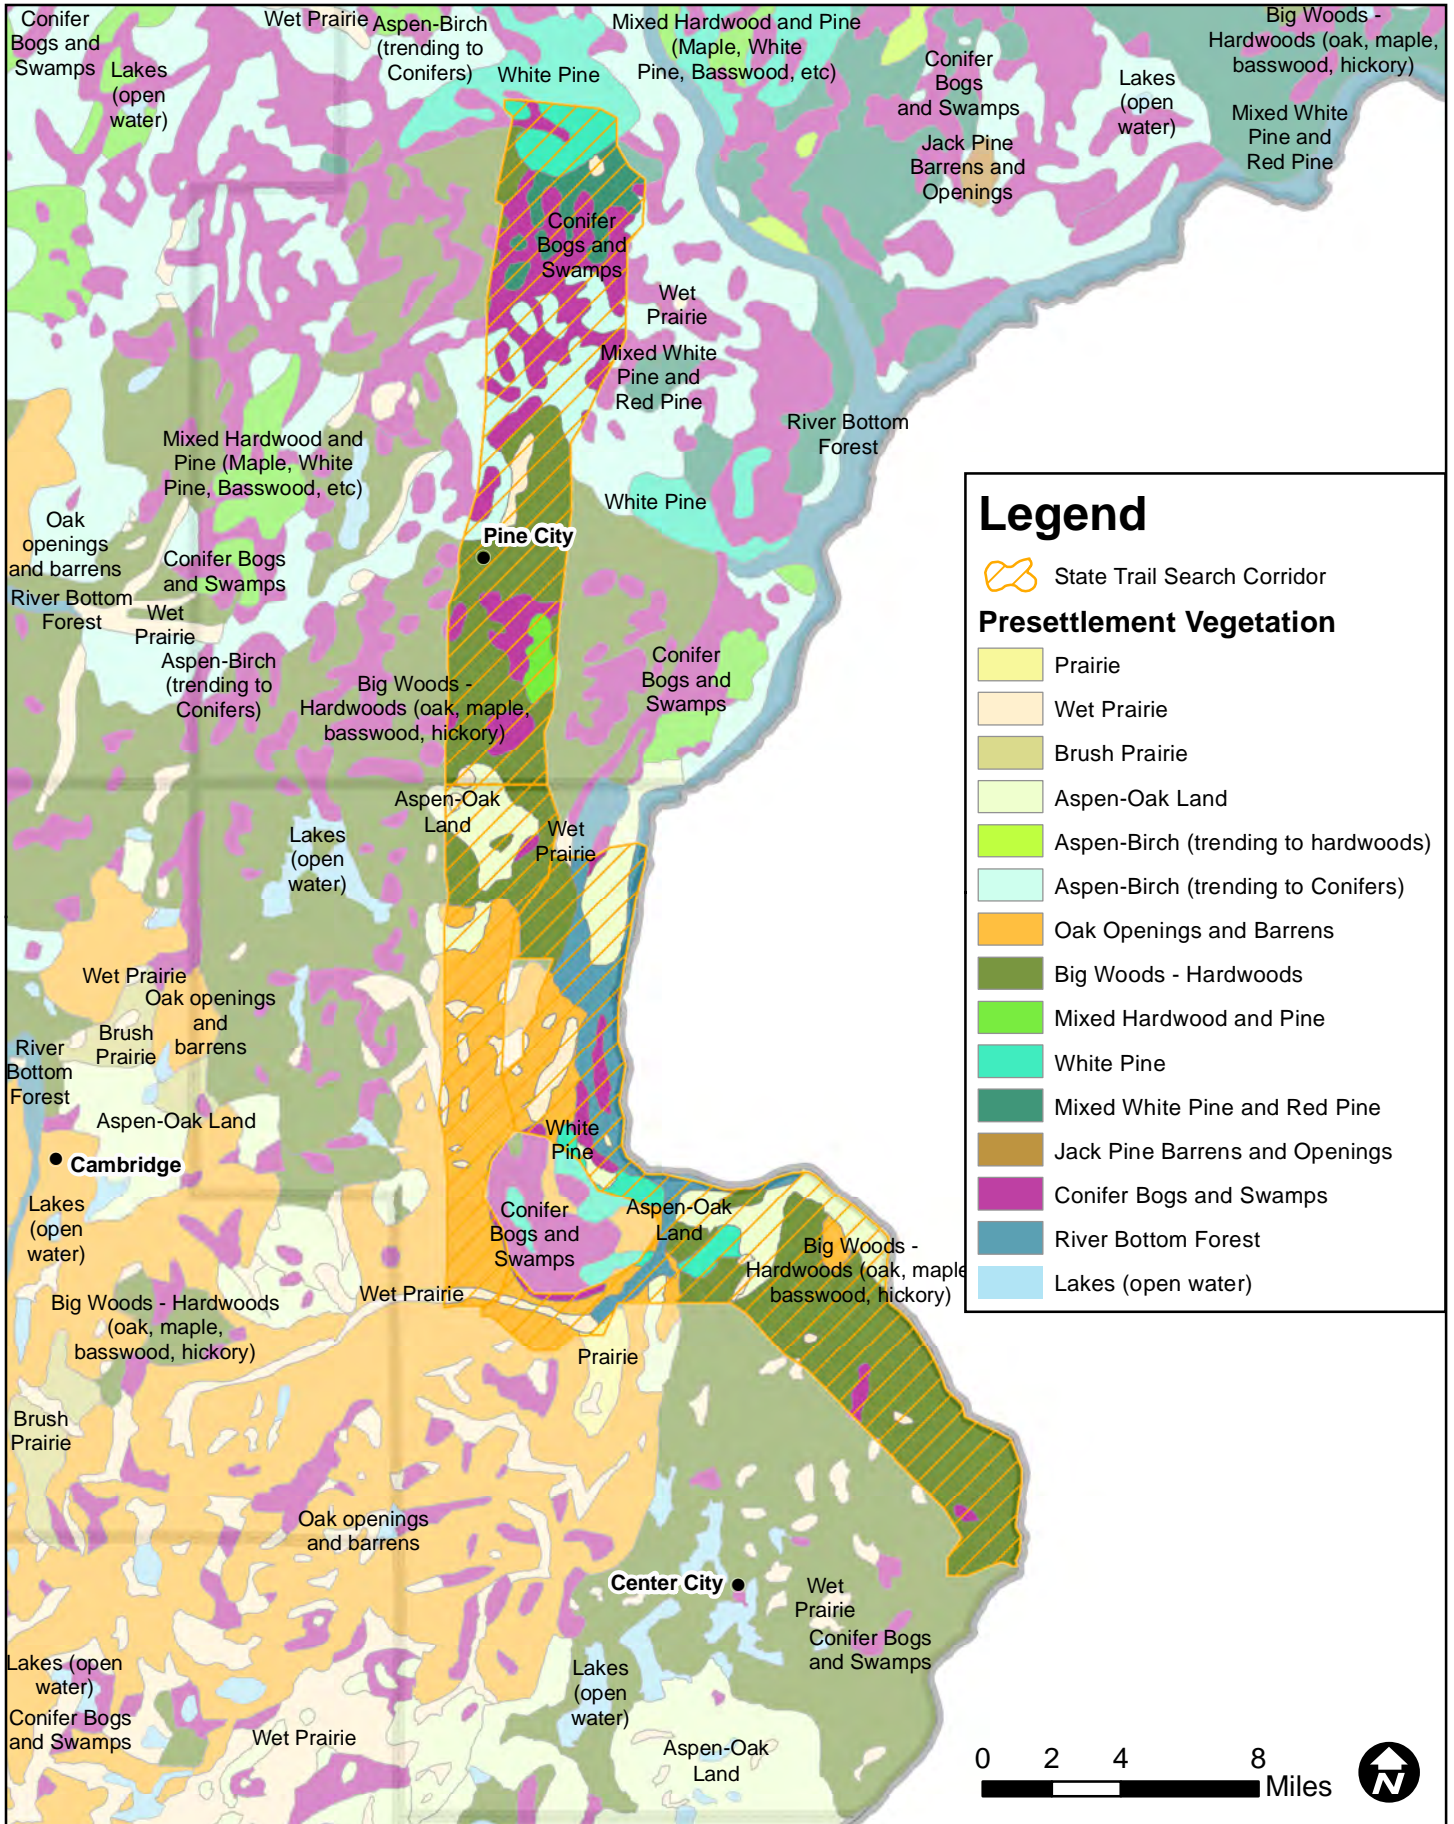 Conifer
Bogs and
Swamps
Lakes
(open
water)
Wet Prairie
Aspen-Birch
(trending to
Conifers)
White Pine
Mixed Hardwood and Pine
(Maple, White
Pine, Basswood, etc)
Conifer
Bogs
and Swamps
Jack Pine
Barrens and
Openings
Lakes
(open
water)
Big Woods -
Hardwoods (oak, maple,
basswood, hickory)
Mixed White
Pine and
Red Pine
Conifer
Bogs and
Swamps
Wet
Prairie
Mixed White
Pine and
Red Pine
River Bottom
Forest
White Pine
Mixed Hardwood and
Pine (Maple, White
Pine, Basswood, etc)
Oak
openings
and barrens
Conifer Bogs
and Swamps
River Bottom
Forest
Wet
Prairie
Aspen-Birch
(trending to
Conifers)
Pine City
Big Woods -
Hardwoods (oak, maple,
basswood, hickory)
Conifer
Bogs and
Swamps
Aspen-Oak
Land
Wet
Prairie
Lakes
(open
water)
Wet Prairie
Oak openings
and
barrens
Brush
Prairie
River
Bottom
Forest
Aspen-Oak Land
Cambridge
Lakes
(open
water)
White
Pine
Conifer
Bogs and
Swamps
Aspen-Oak
Land
Big Woods -
Hardwoods (oak, maple
basswood, hickory)
Wet Prairie
Big Woods - Hardwoods
(oak, maple,
basswood, hickory)
Prairie
Brush
Prairie
Oak openings
and barrens
Center City
Wet
Prairie
Conifer Bogs
and Swamps
Lakes (open
water)
Conifer Bogs
and Swamps
Wet Prairie
Lakes
(open
water)
Aspen-Oak
Land
Legend
State Trail Search Corridor
Presettlement Vegetation
Prairie
Wet Prairie
Brush Prairie
Aspen-Oak Land
Aspen-Birch (trending to hardwoods)
Aspen-Birch (trending to Conifers)
Oak Openings and Barrens
Big Woods - Hardwoods
Mixed Hardwood and Pine
White Pine
Mixed White Pine and Red Pine
Jack Pine Barrens and Openings
Conifer Bogs and Swamps
River Bottom Forest
Lakes (open water)
0 2 4 8
Miles
N